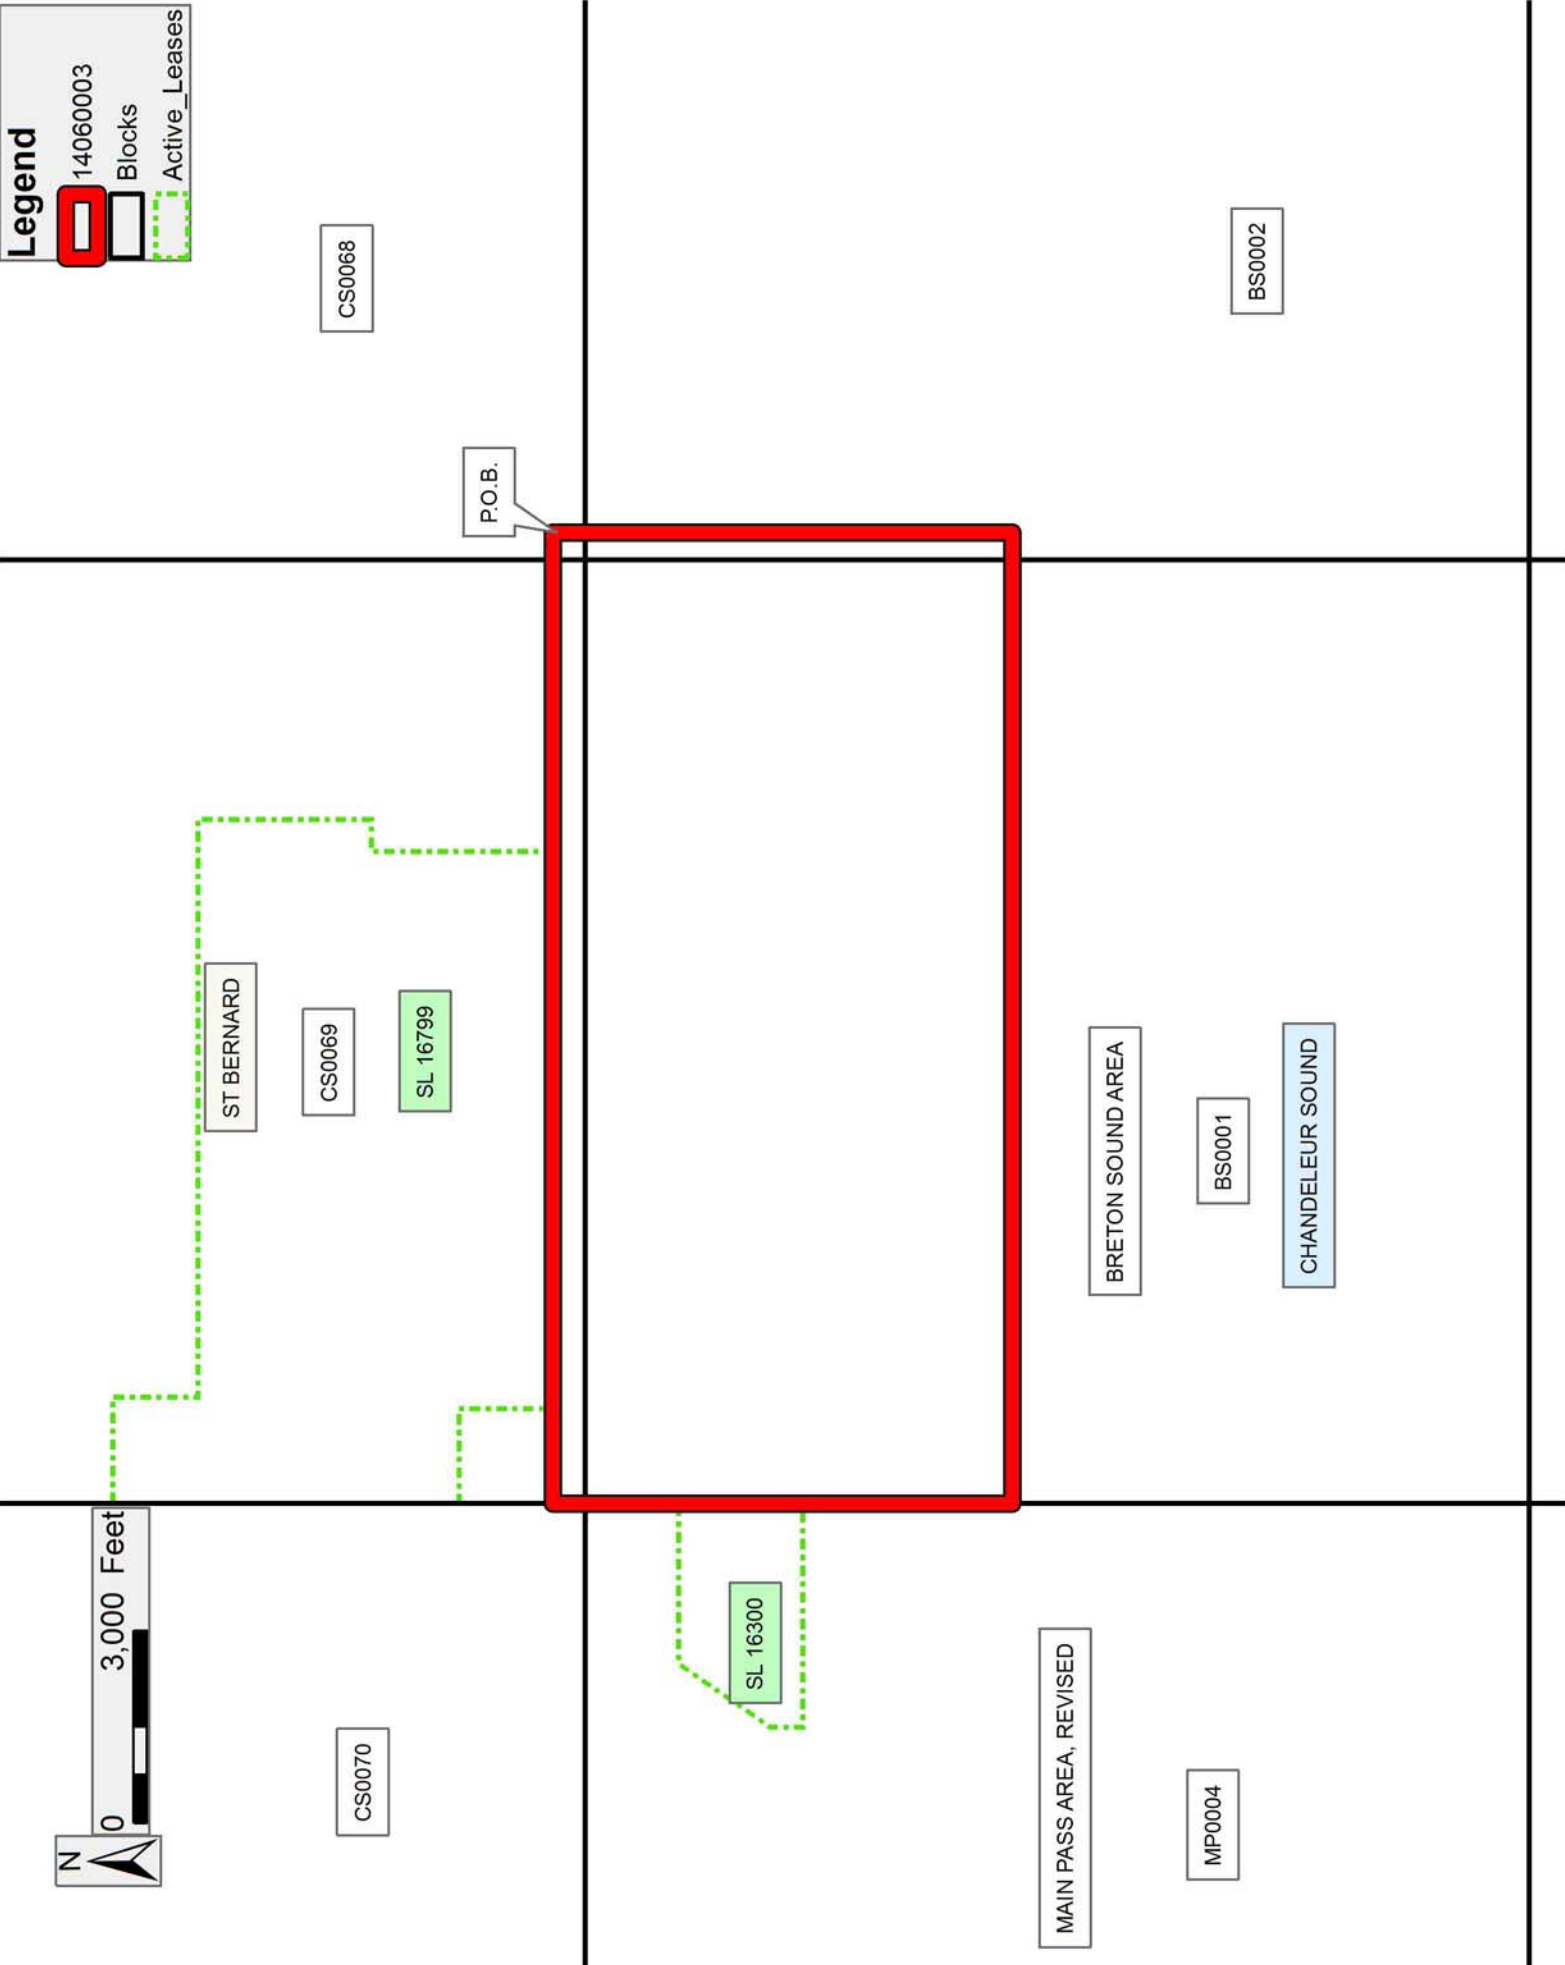 Legend
14060003
Blocks
Active_Leases
CS0068
BS0002
P.O.B.
ST BERNARD
CS0069
SL 16799
BRETON SOUND AREA
BS0001
CHANDELEUR SOUND
0 3,000 Feet
N
CS0070
SL 16300
MAIN PASS AREA, REVISED
MP0004